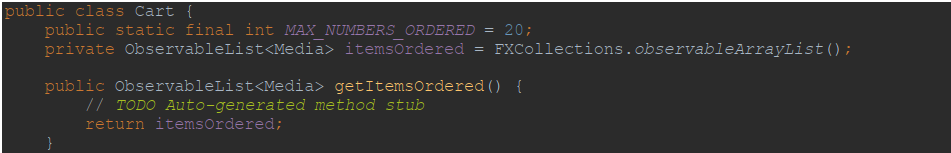 public class Cart {
public static final int MAX_NUMBERS_ORDERED = 20;
private ObservableList<Media> itemsOrdered = FXCollections.observableArrayList();
public ObservableList<Media> getItemsOrdered() {
// TODO Auto-generated method stub
return itemsOrdered;
}